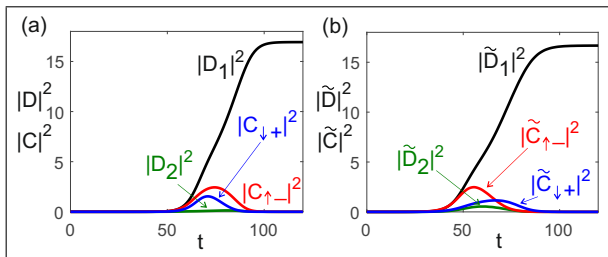 (a)
|D|²
|C|²
15
10
5
0
|D₁|²
|C↓+|²
|D₂|²
|C↑−|²
0
50
100
t
(b)
|D̃|²
|C̃|²
15
10
5
0
|D̃₁|²
|C̃↑−|²
|D̃₂|²
|C̃↓+|²
0
50
100
t